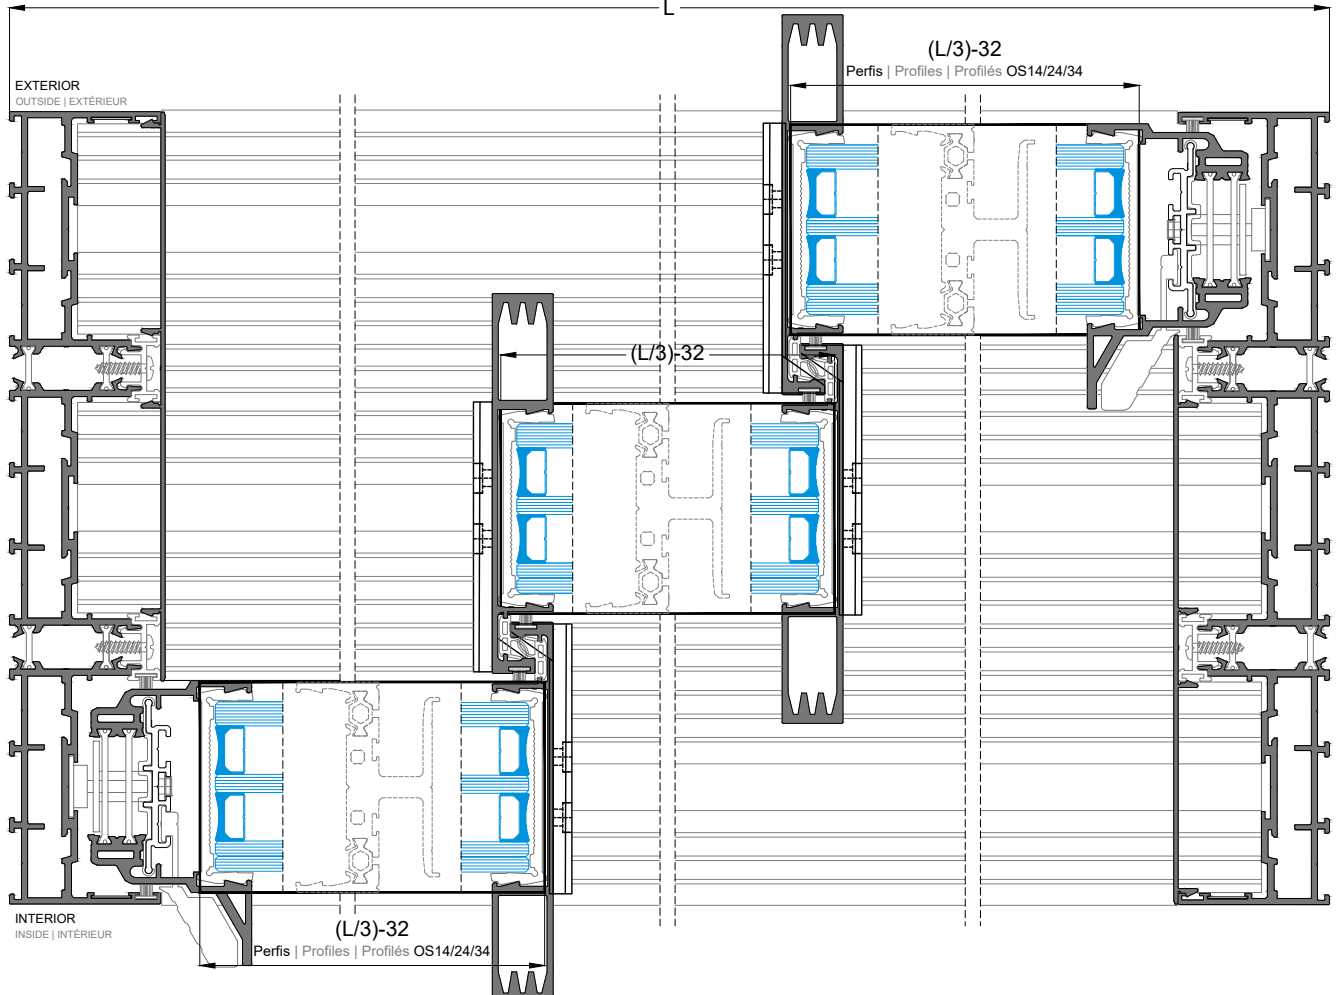 L
(L/3)-32
Perfis | Profiles | Profilés OS14/24/34
EXTERIOR
OUTSIDE | EXTÉRIEUR
(L/3)-32
INTERIOR
INSIDE | INTÉRIEUR
(L/3)-32
Perfis | Profiles | Profilés OS14/24/34